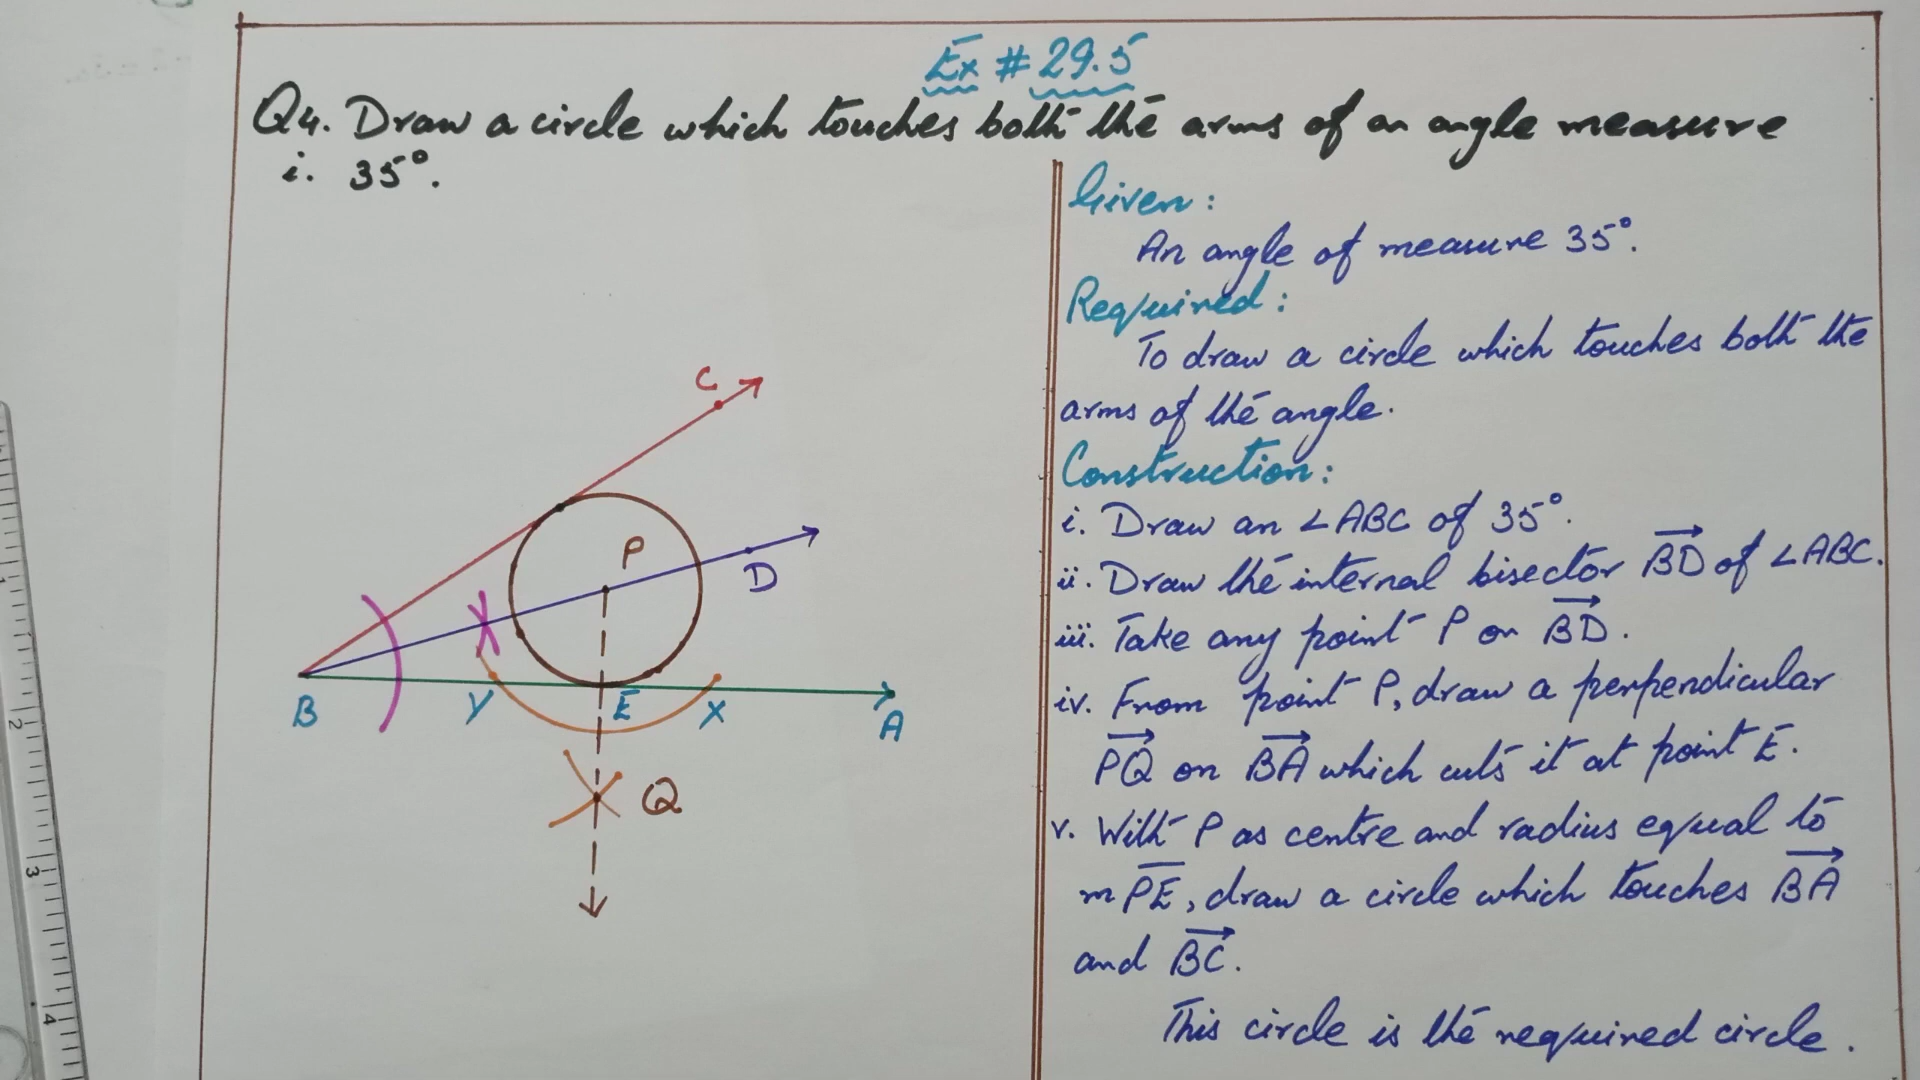 Ex # 29.5
Q4. Draw a circle which touches both the arms of an angle measure
i. 35°.
Given:
An angle of measure 35°.
Required:
To draw a circle which touches both the
arms of the angle.
Construction:
i. Draw an ∠ABC of 35°.
ii. Draw the internal bisector BD of ∠ABC.
iii. Take any point P on BD.
iv. From point P, draw a perpendicular
PQ on BA which cuts it at point E.
v. With P as centre and radius equal to
mPE, draw a circle which touches BA
and BC.
This circle is the required circle.
C
P
D
B
Y
E
X
A
Q
1
2
3
4